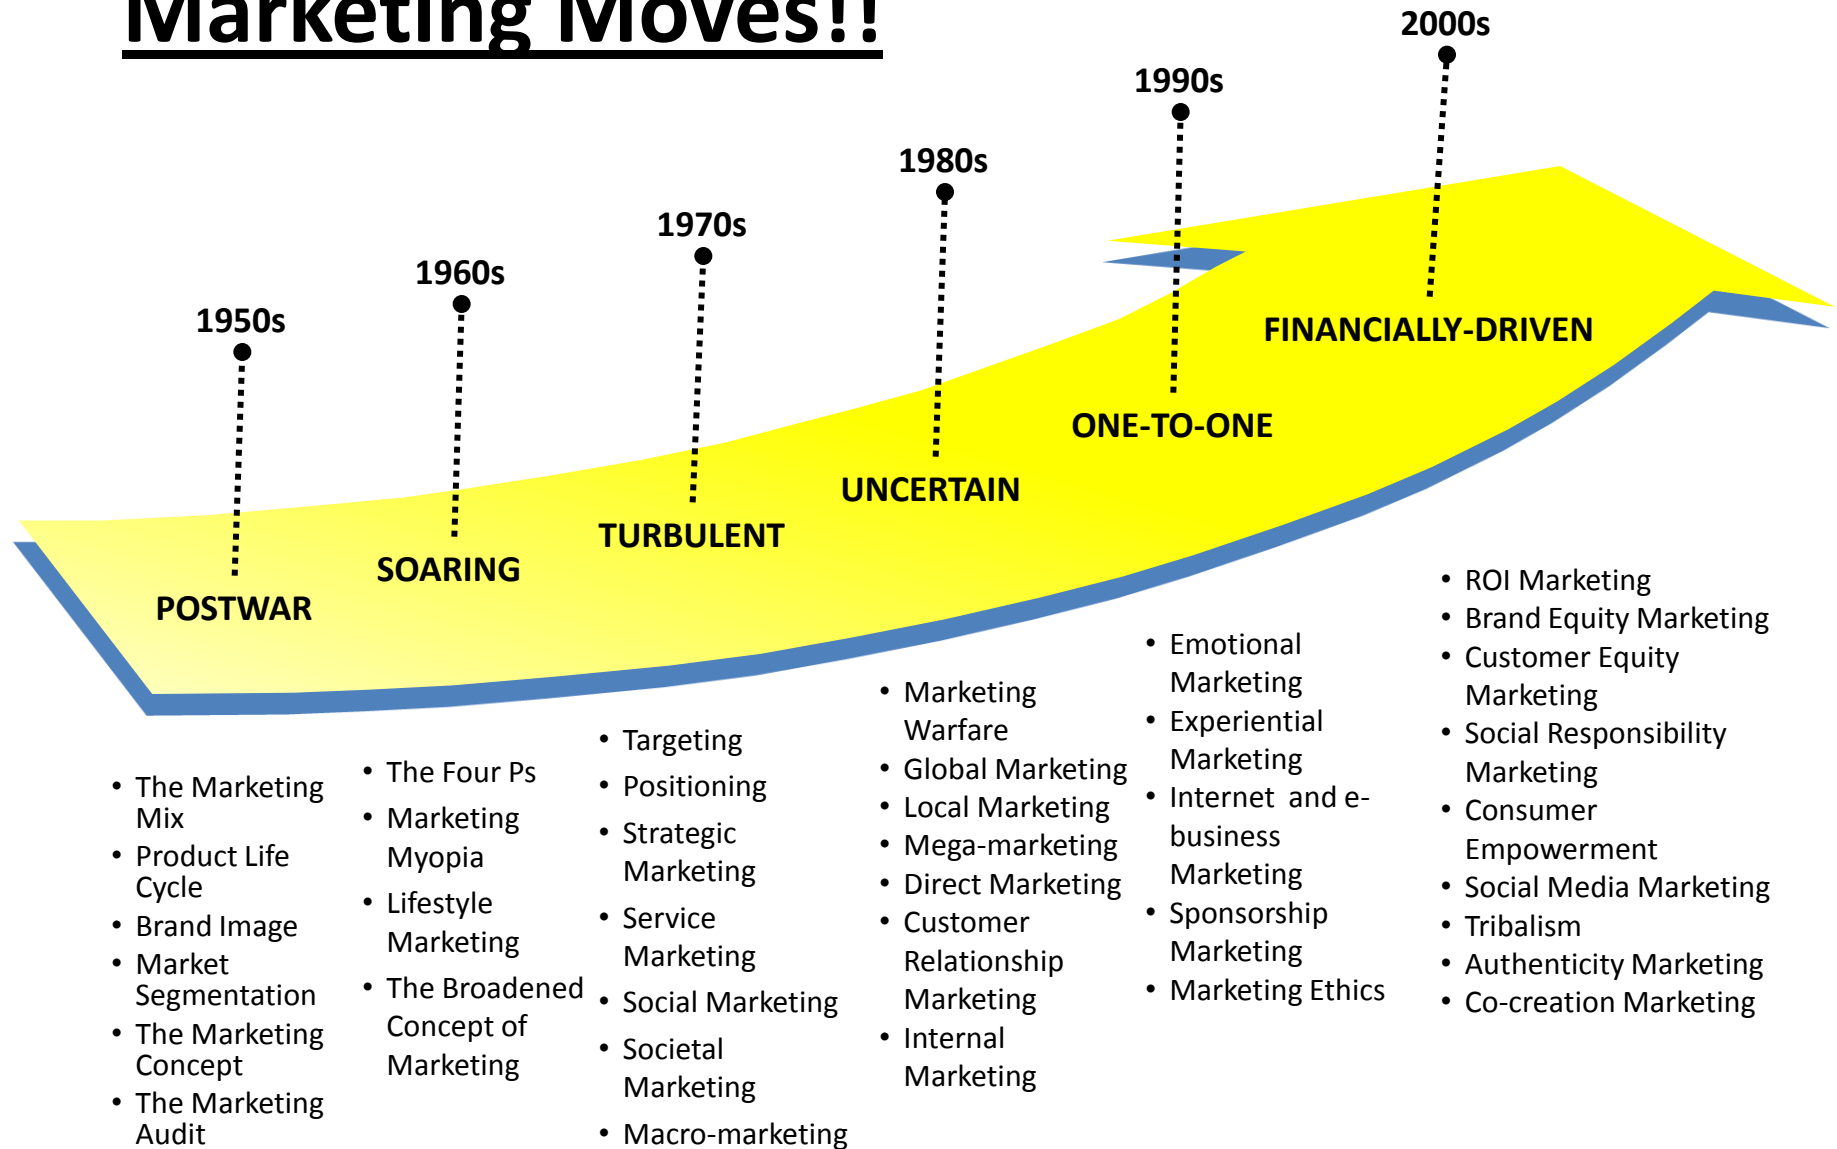 Marketing Moves!!
1950s
1960s
1970s
1980s
1990s
2000s
POSTWAR
SOARING
TURBULENT
UNCERTAIN
ONE-TO-ONE
FINANCIALLY-DRIVEN
• The Marketing
Mix
• Product Life
Cycle
• Brand Image
• Market
Segmentation
• The Marketing
Concept
• The Marketing
Audit
• The Four Ps
• Marketing
Myopia
• Lifestyle
Marketing
• The Broadened
Concept of
Marketing
• Targeting
• Positioning
• Strategic
Marketing
• Service
Marketing
• Social Marketing
• Societal
Marketing
• Macro-marketing
• Marketing
Warfare
• Global Marketing
• Local Marketing
• Mega-marketing
• Direct Marketing
• Customer
Relationship
Marketing
• Internal
Marketing
• Emotional
Marketing
• Experiential
Marketing
• Internet and e-
business
Marketing
• Sponsorship
Marketing
• Marketing Ethics
• ROI Marketing
• Brand Equity Marketing
• Customer Equity
Marketing
• Social Responsibility
Marketing
• Consumer
Empowerment
• Social Media Marketing
• Tribalism
• Authenticity Marketing
• Co-creation Marketing